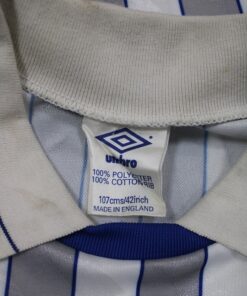 umbro
100% POLYESTER
100% COTTON RIB
107cms/42inch
MADE IN ENGLAND